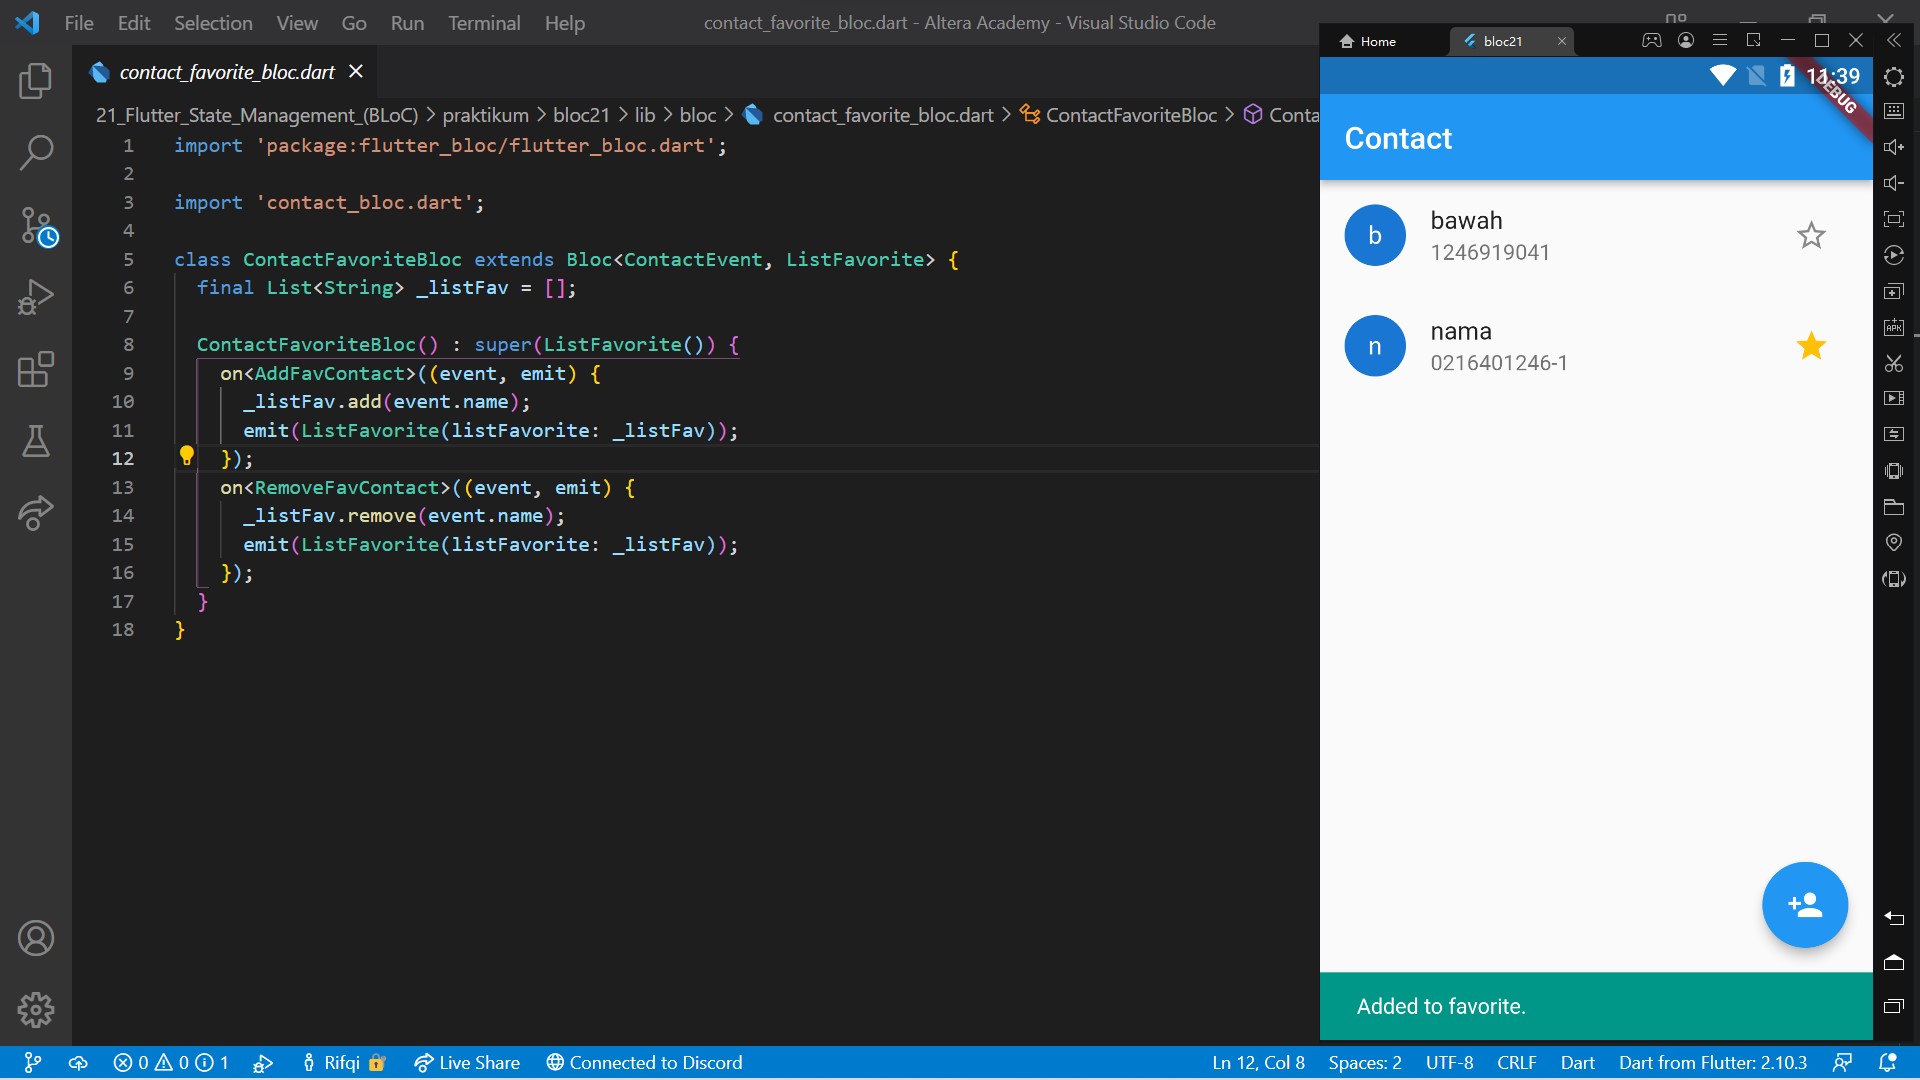 File Edit Selection View Go Run Terminal Help
contact_favorite_bloc.dart - Altera Academy - Visual Studio Code
contact_favorite_bloc.dart
21_Flutter_State_Management_(BLoC) > praktikum > bloc21 > lib > bloc > contact_favorite_bloc.dart > ContactFavoriteBloc > Conta
1 import 'package:flutter_bloc/flutter_bloc.dart';
2
3 import 'contact_bloc.dart';
4
5 class ContactFavoriteBloc extends Bloc<ContactEvent, ListFavorite> {
6 final List<String> _listFav = [];
7
8 ContactFavoriteBloc() : super(ListFavorite()) {
9 on<AddFavContact>((event, emit) {
10 _listFav.add(event.name);
11 emit(ListFavorite(listFavorite: _listFav));
12 });
13 on<RemoveFavContact>((event, emit) {
14 _listFav.remove(event.name);
15 emit(ListFavorite(listFavorite: _listFav));
16 });
17 }
18 }
Home
bloc21
11:39
DEBUG
Contact
b
bawah
1246919041
n
nama
0216401246-1
Added to favorite.
APK
0 0 1 Rifqi Live Share Connected to Discord
Ln 12, Col 8 Spaces: 2 UTF-8 CRLF Dart Dart from Flutter: 2.10.3